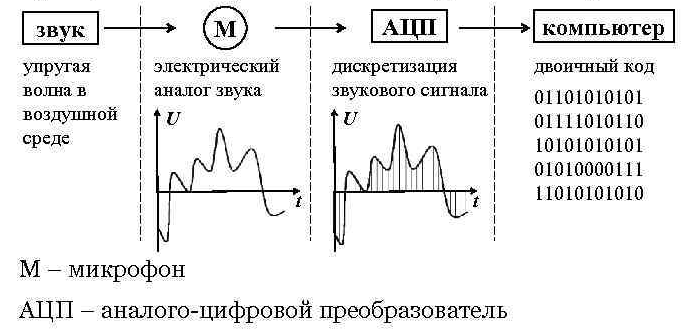 звук
М
АЦП
компьютер
упругая
волна в
воздушной
среде
электрический
аналог звука
U
t
дискретизация
звукового сигнала
U
t
двоичный код
01101010101
01111010110
10101010101
01010000111
11010101010
М – микрофон
АЦП – аналого-цифровой преобразователь